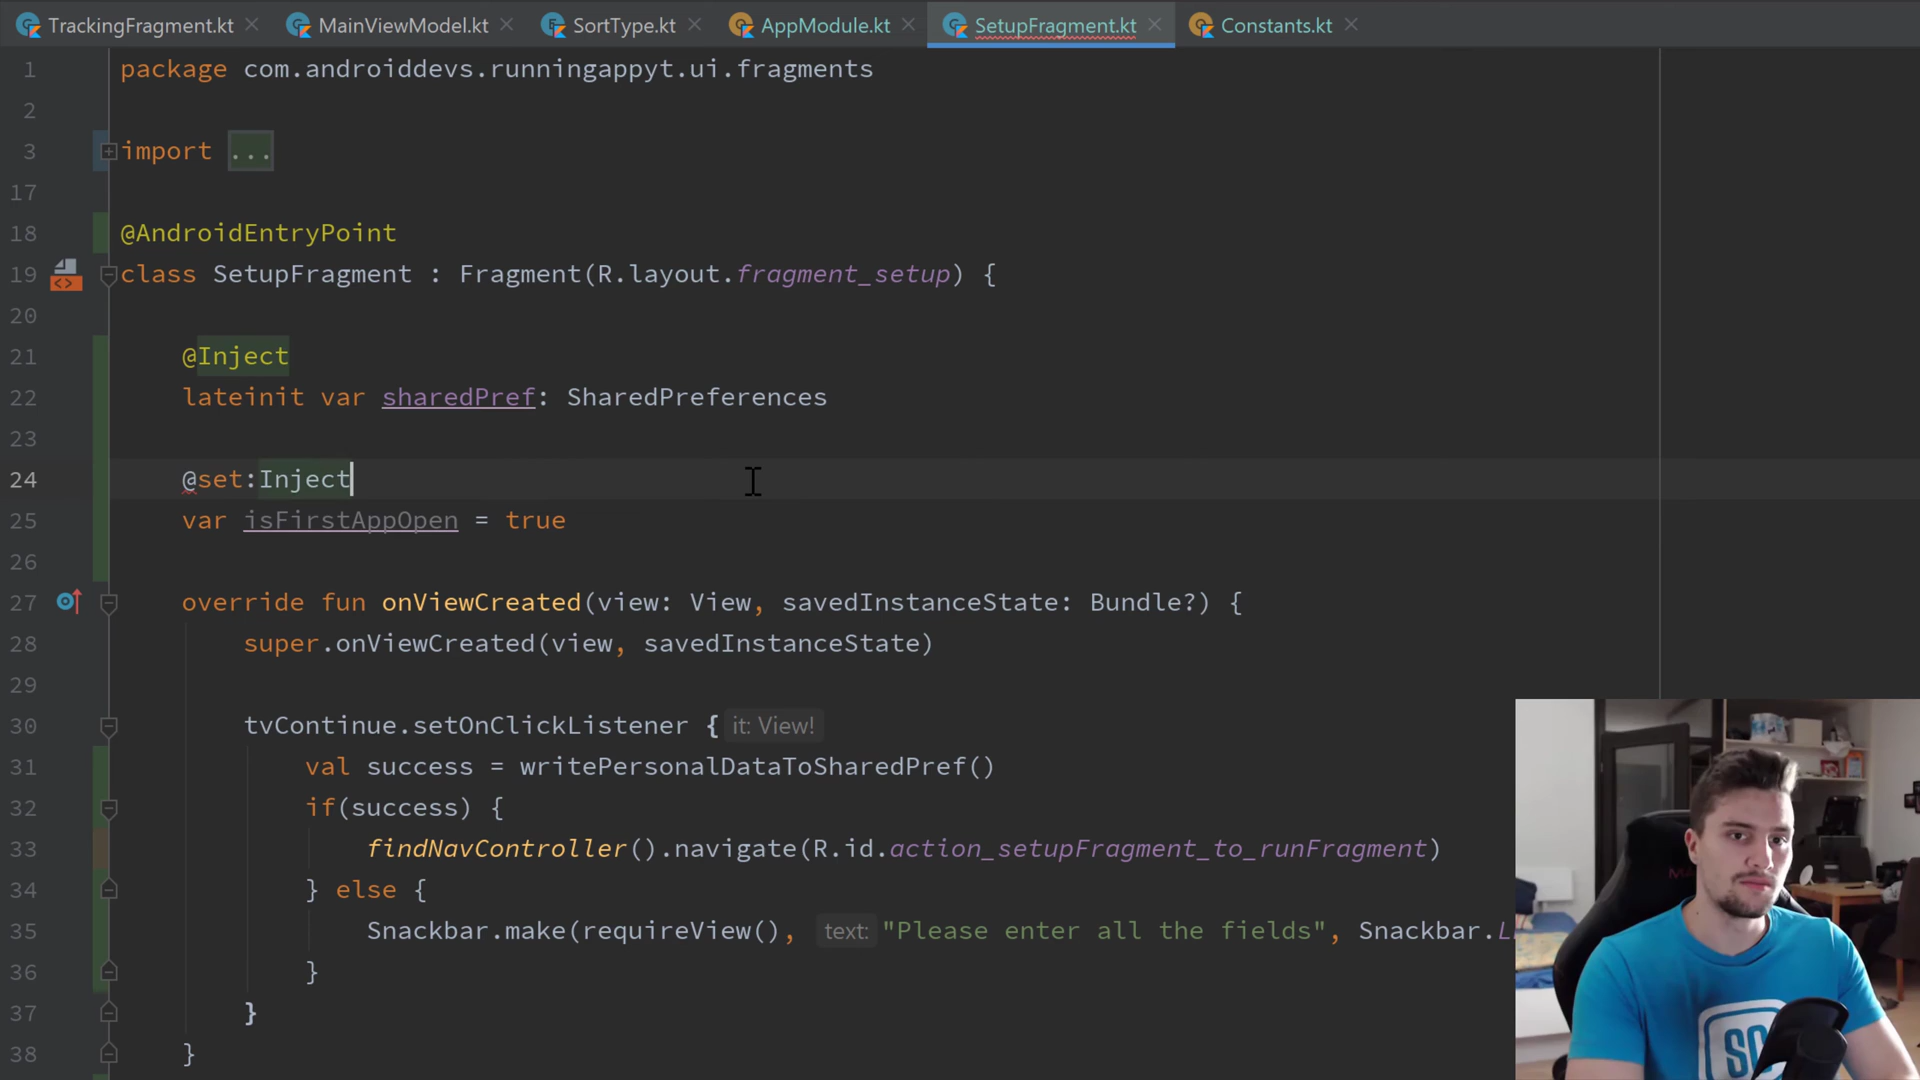 TrackingFragment.kt MainViewModel.kt SortType.kt AppModule.kt SetupFragment.kt Constants.kt
1 package com.androiddevs.runningappyt.ui.fragments
2
3 import ...
17
18 @AndroidEntryPoint
19 class SetupFragment : Fragment(R.layout.fragment_setup) {
20
21 @Inject
22 lateinit var sharedPref: SharedPreferences
23
24 @set:Inject
25 var isFirstAppOpen = true
26
27 override fun onViewCreated(view: View, savedInstanceState: Bundle?) {
28 super.onViewCreated(view, savedInstanceState)
29
30 tvContinue.setOnClickListener { it: View!
31 val success = writePersonalDataToSharedPref()
32 if(success) {
33 findNavController().navigate(R.id.action_setupFragment_to_runFragment)
34 } else {
35 Snackbar.make(requireView(), text: "Please enter all the fields", Snackbar.L
36 }
37 }
38 }
SC